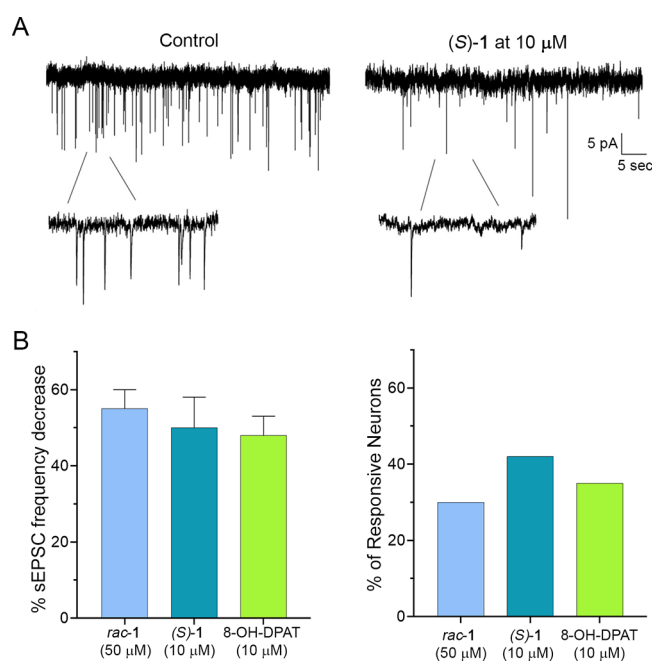 A
Control
(S)-1 at 10 μM
5 pA
5 sec
B
% sEPSC frequency decrease
60
40
20
0
rac-1
(50 μM)
(S)-1
(10 μM)
8-OH-DPAT
(10 μM)
% of Responsive Neurons
60
40
20
0
rac-1
(50 μM)
(S)-1
(10 μM)
8-OH-DPAT
(10 μM)